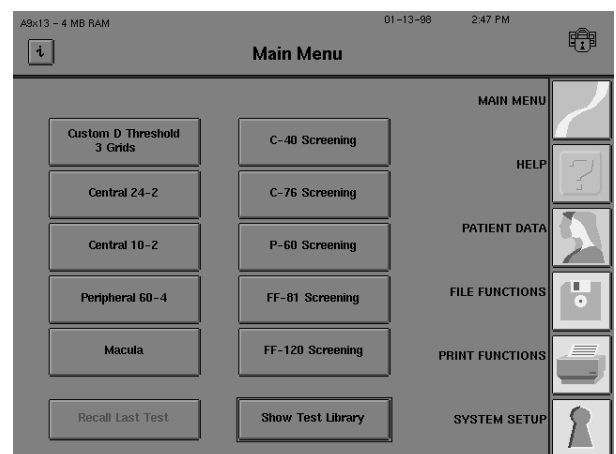 A9x13 - 4 MB RAM 01-13-98 2:47 PM
i Main Menu
MAIN MENU
Custom D Threshold
3 Grids
C-40 Screening
HELP
?
Central 24-2
C-76 Screening
PATIENT DATA
Central 10-2
P-60 Screening
FILE FUNCTIONS
Peripheral 60-4
FF-81 Screening
PRINT FUNCTIONS
Macula
FF-120 Screening
SYSTEM SETUP
Recall Last Test
Show Test Library